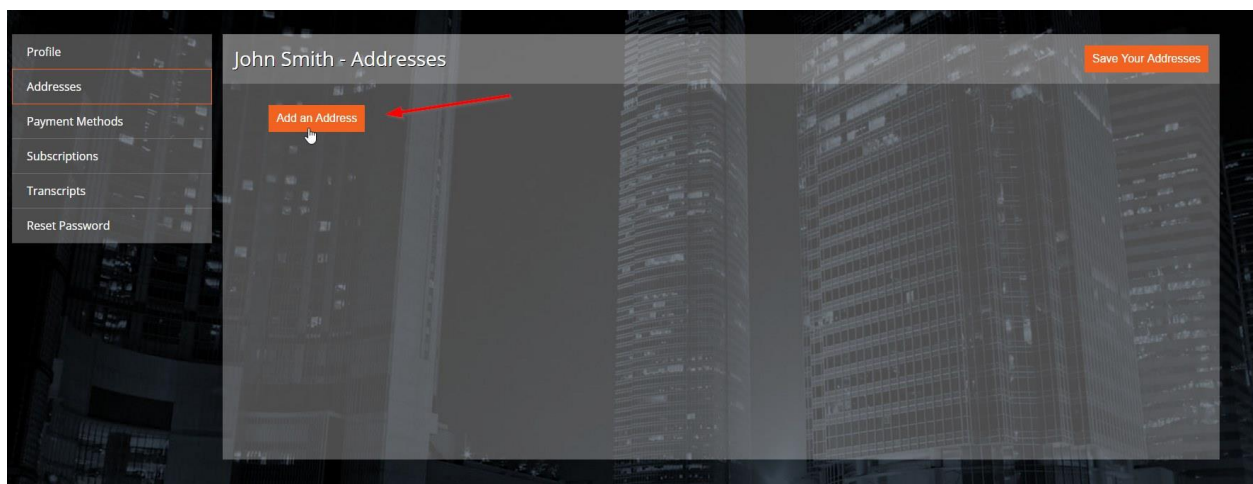 Profile
Addresses
Payment Methods
Subscriptions
Transcripts
Reset Password
John Smith - Addresses
Save Your Addresses
Add an Address